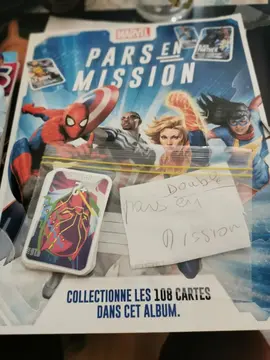 MARVEL
PARS EN
MISSION
Double
pars en
Mission
COLLECTIONNE LES 108 CARTES
DANS CET ALBUM.